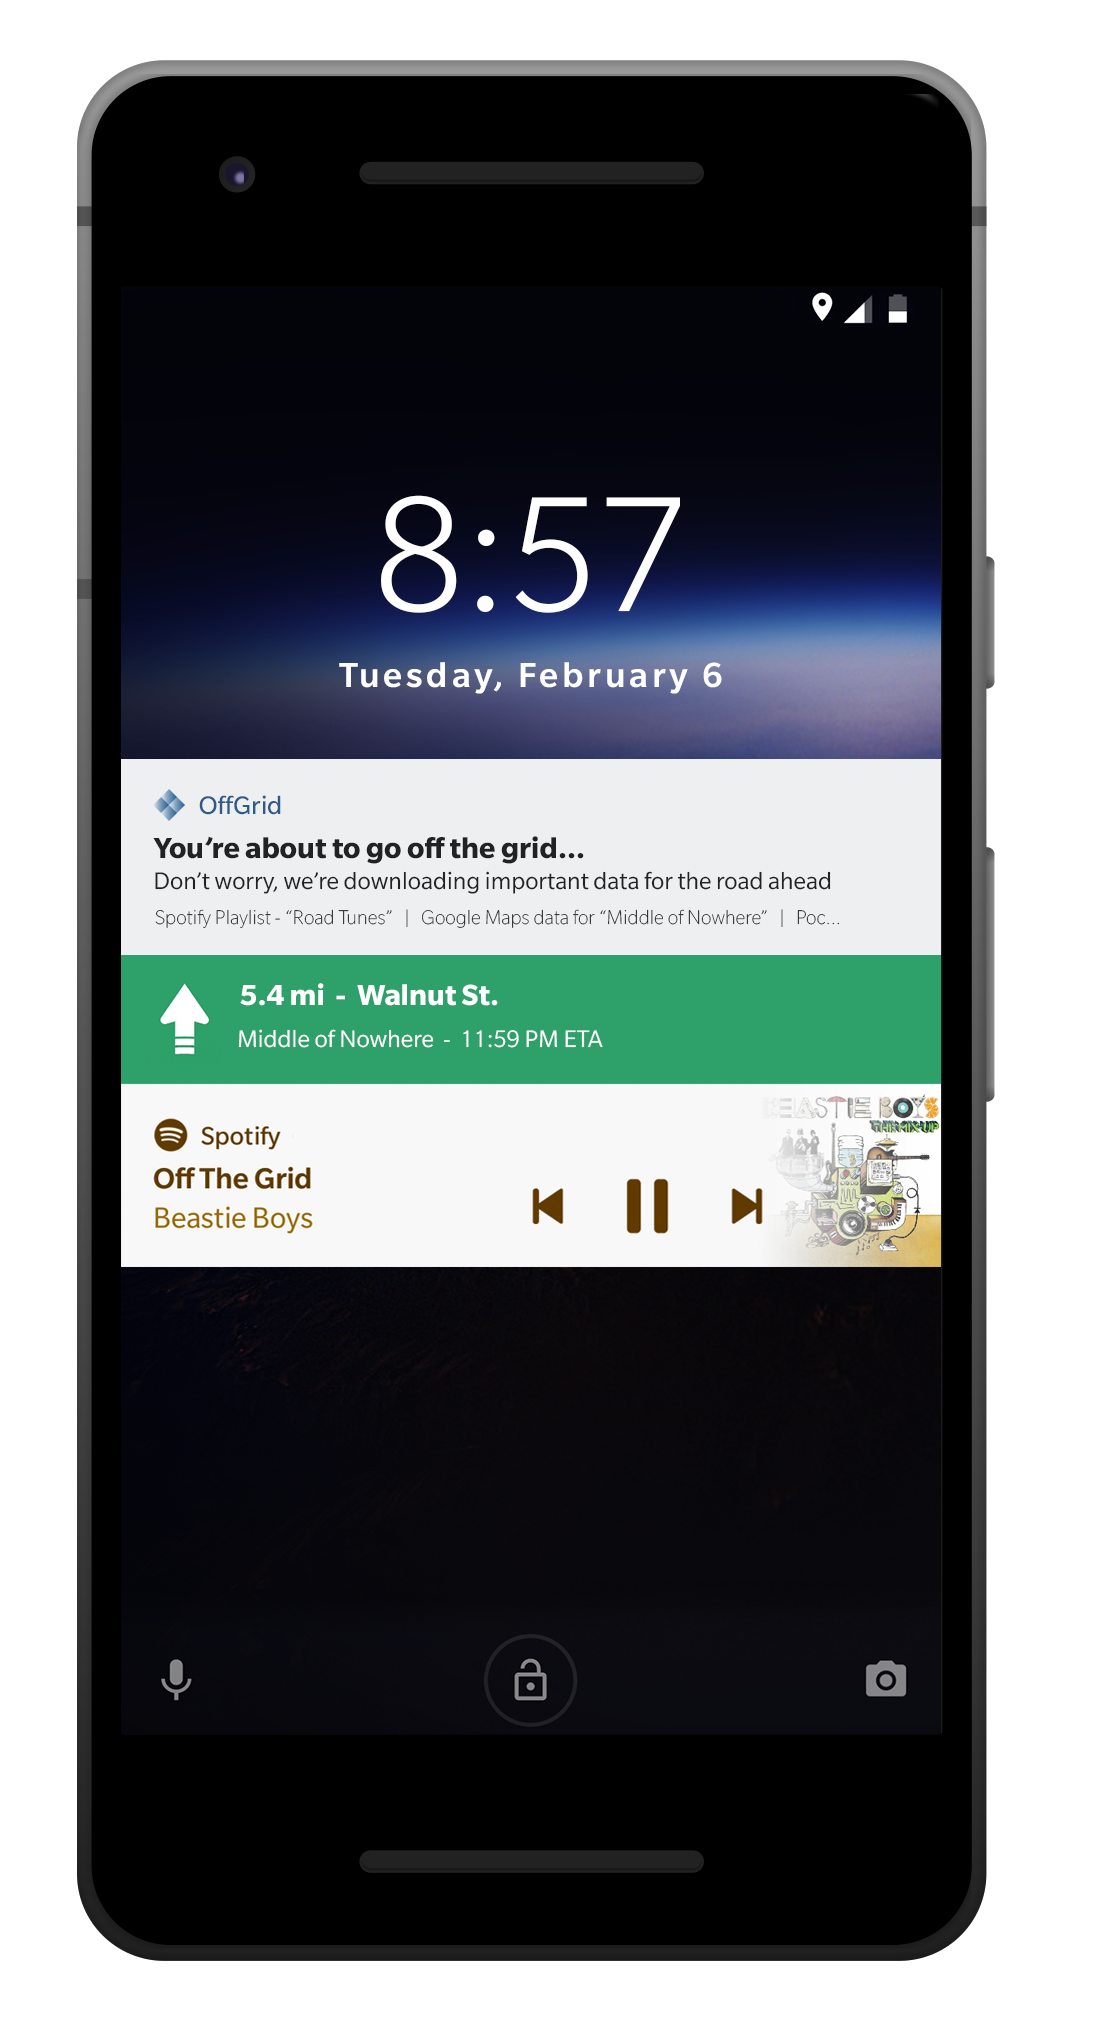 8:57
Tuesday, February 6
OffGrid
You’re about to go off the grid...
Don’t worry, we’re downloading important data for the road ahead
Spotify Playlist - “Road Tunes” | Google Maps data for “Middle of Nowhere” | Poc...
5.4 mi - Walnut St.
Middle of Nowhere - 11:59 PM ETA
BEASTIE BOYS
THE MIX-UP
Spotify
Off The Grid
Beastie Boys